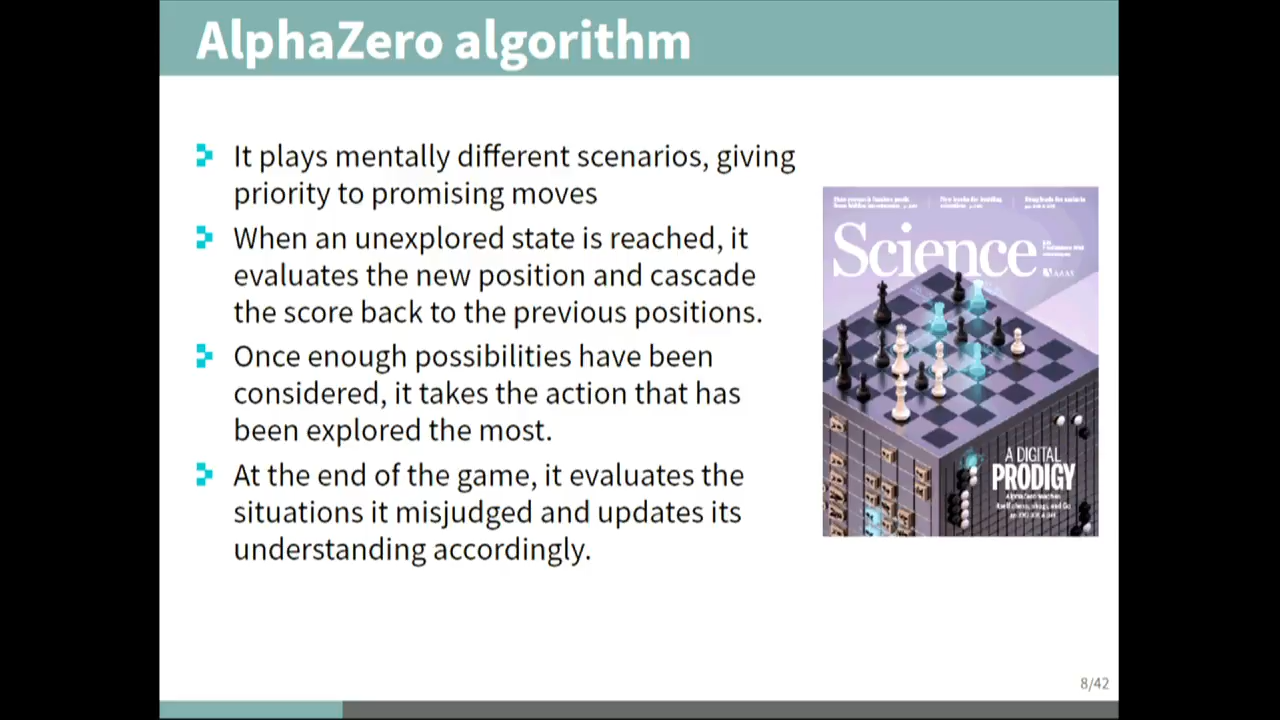 AlphaZero algorithm
It plays mentally different scenarios, giving
priority to promising moves
When an unexplored state is reached, it
evaluates the new position and cascade
the score back to the previous positions.
Once enough possibilities have been
considered, it takes the action that has
been explored the most.
At the end of the game, it evaluates the
situations it misjudged and updates its
understanding accordingly.
Science
AAAS
A DIGITAL
PRODIGY
8/42